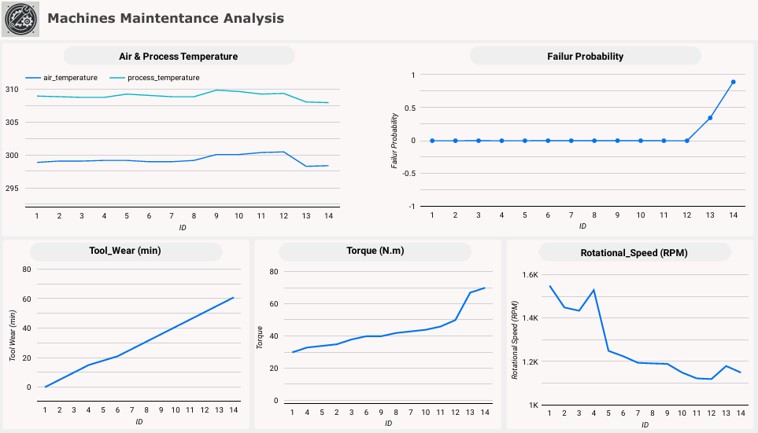 Machines Maintentance Analysis
Air & Process Temperature
air_temperature process_temperature
310
305
300
295
1 2 3 4 5 6 7 8 9 10 11 12 13 14
ID
Failur Probability
Failur Probability
1
0.5
0
-0.5
-1
1 2 3 4 5 6 7 8 9 10 11 12 13 14
ID
Tool_Wear (min)
Tool Wear (min)
80
60
40
20
0
1 2 3 4 6 7 8 9 10 11 12 13 14
ID
Torque (N.m)
Torque
80
60
40
20
0
1 4 5 2 3 6 9 8 7 10 11 12 13 14
ID
Rotational_Speed (RPM)
Rotational Speed (RPM)
1.6K
1.4K
1.2K
1K
1 2 3 4 5 6 7 8 9 10 11 12 13 14
ID